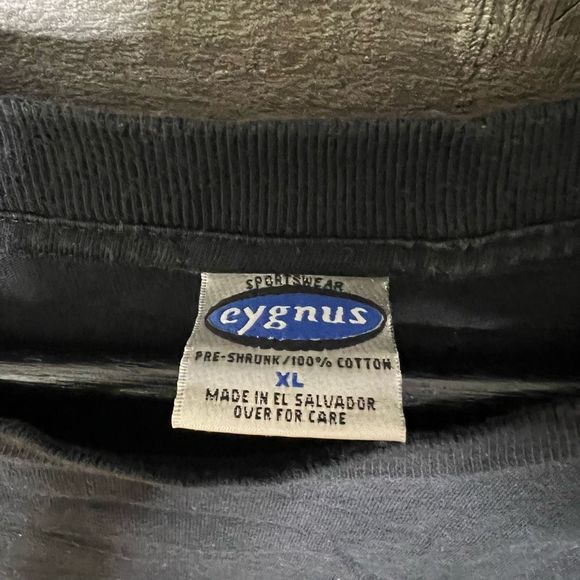 SPORTSWEAR
cygnus
PRE-SHRUNK/100% COTTON
XL
MADE IN EL SALVADOR
OVER FOR CARE